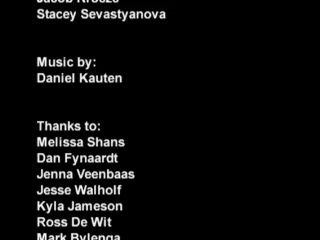 Stacey Sevastyanova
Music by:
Daniel Kauten
Thanks to:
Melissa Shans
Dan Fynaardt
Jenna Veenbaas
Jesse Walholf
Kyla Jameson
Ross De Wit
Mark Bylenga